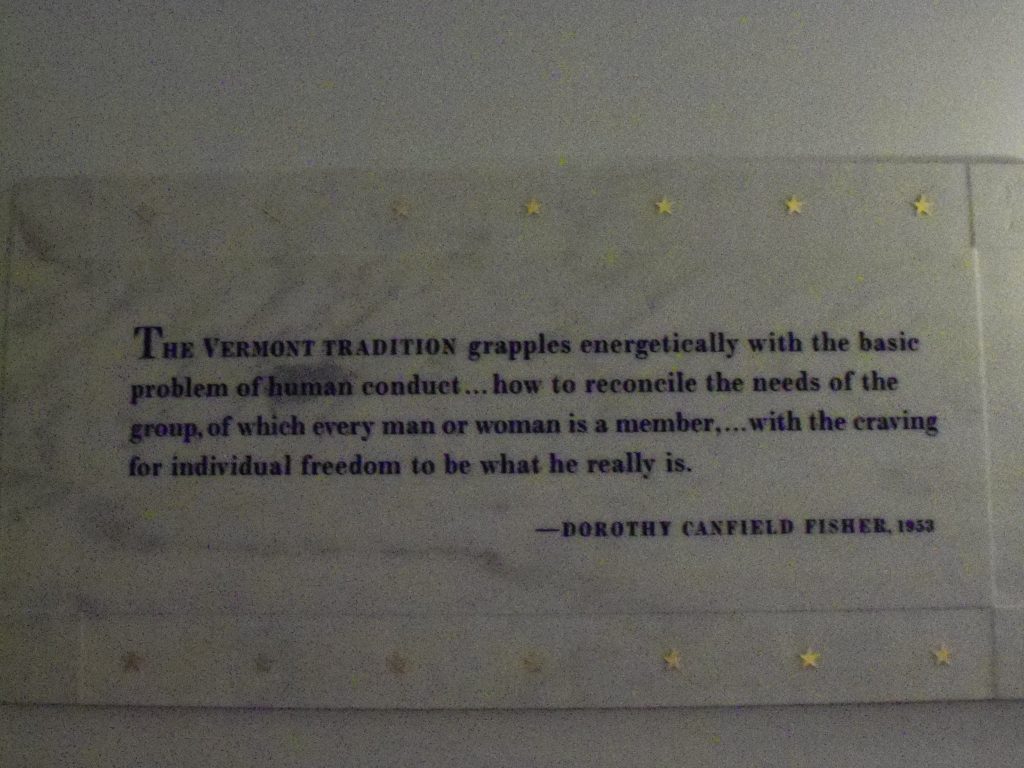 THE VERMONT TRADITION grapples energetically with the basic
problem of human conduct...how to reconcile the needs of the
group, of which every man or woman is a member,...with the craving
for individual freedom to be what he really is.
—DOROTHY CANFIELD FISHER, 1953